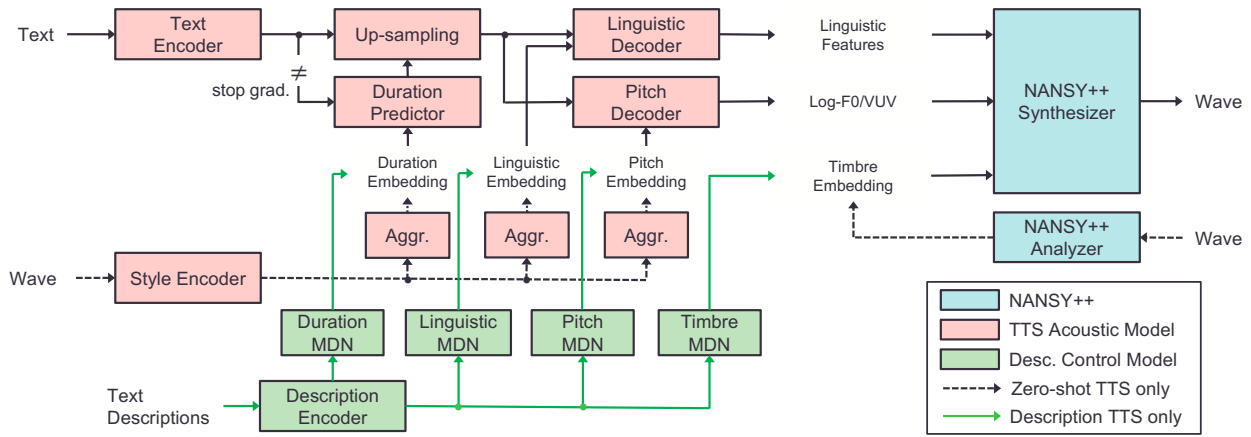 Text
Text
Encoder
Up-sampling
Linguistic
Decoder
Linguistic
Features
NANSY++
Synthesizer
Wave
≠
stop grad.
Duration
Predictor
Pitch
Decoder
Log-F0/VUV
Duration
Embedding
Linguistic
Embedding
Pitch
Embedding
Timbre
Embedding
Aggr.
Aggr.
Aggr.
NANSY++
Analyzer
Wave
Wave
Style Encoder
Duration
MDN
Linguistic
MDN
Pitch
MDN
Timbre
MDN
Text
Descriptions
Description
Encoder
NANSY++
TTS Acoustic Model
Desc. Control Model
Zero-shot TTS only
Description TTS only